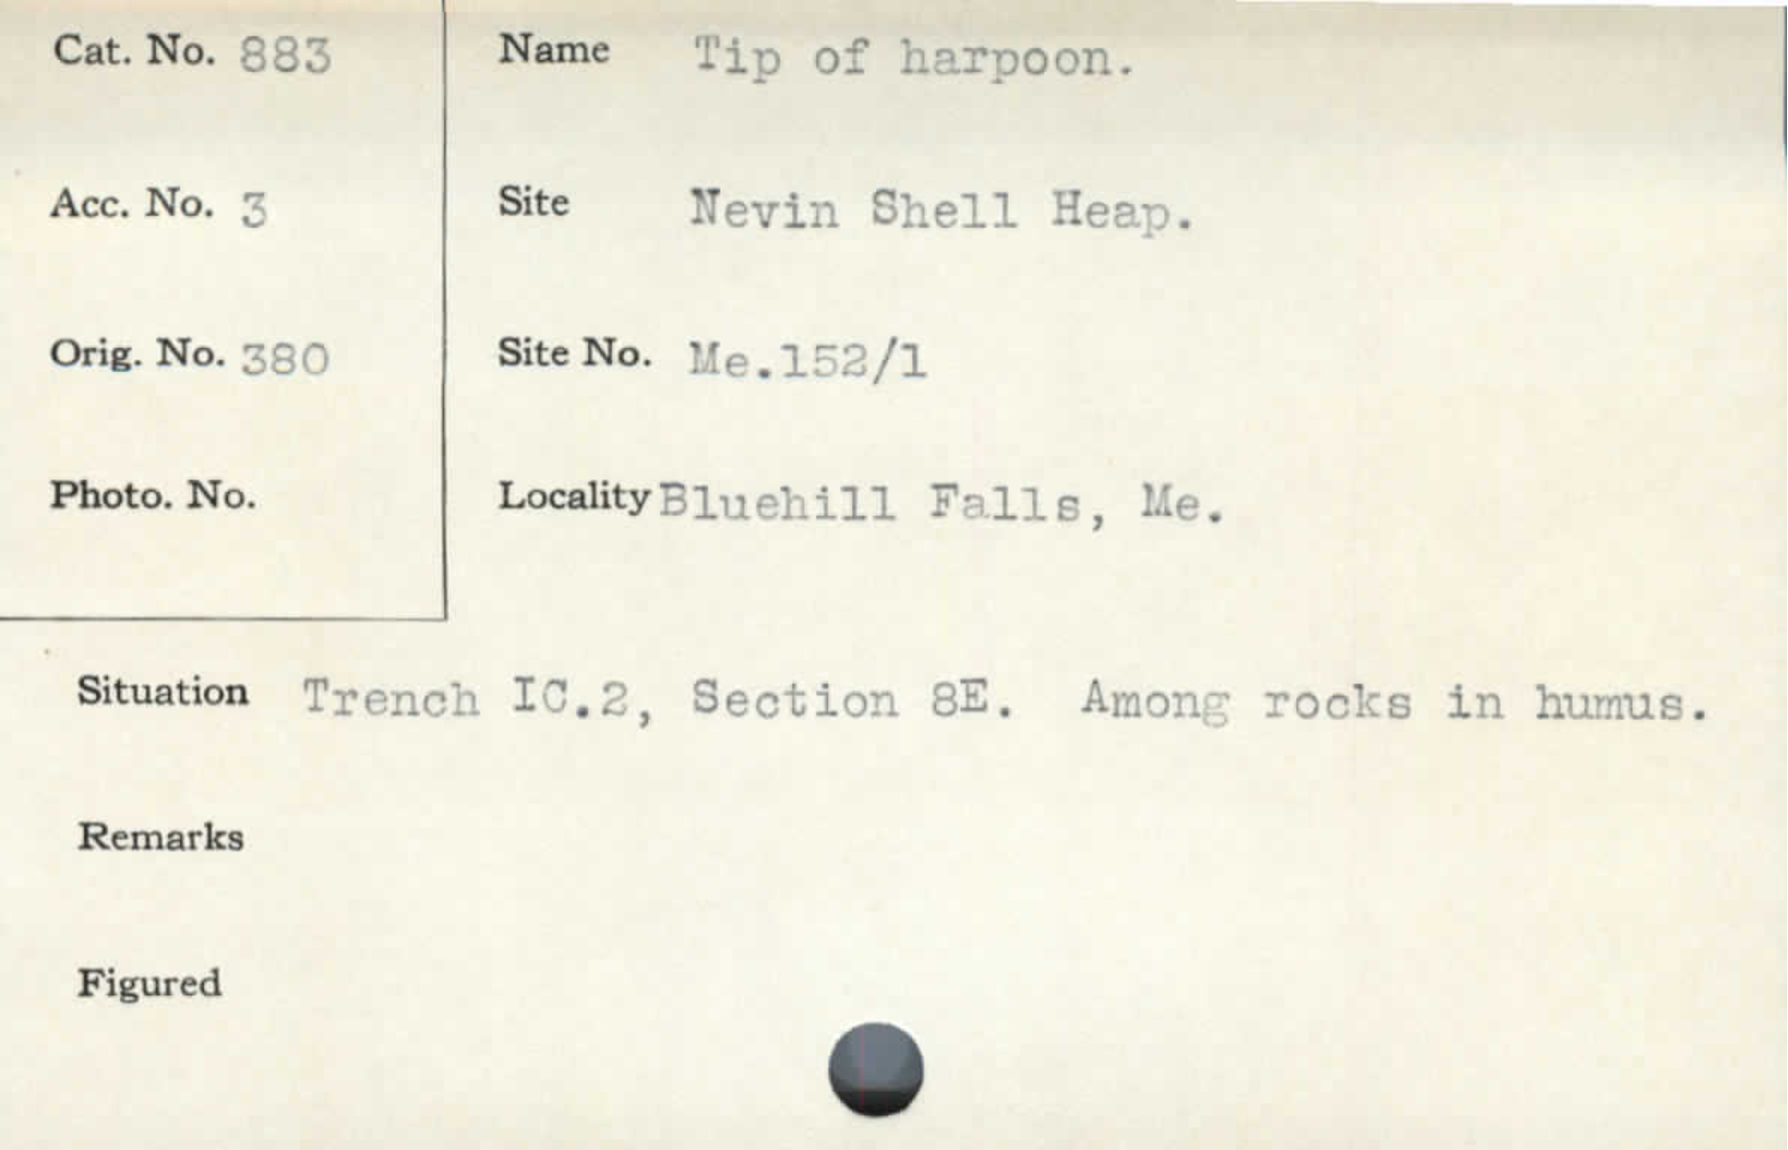 Cat. No. 883
Name Tip of harpoon.
Acc. No. 3
Site Nevin Shell Heap.
Orig. No. 380
Site No. Me.152/1
Photo. No.
Locality Bluehill Falls, Me.
Situation Trench IC.2, Section 8E. Among rocks in humus.
Remarks
Figured